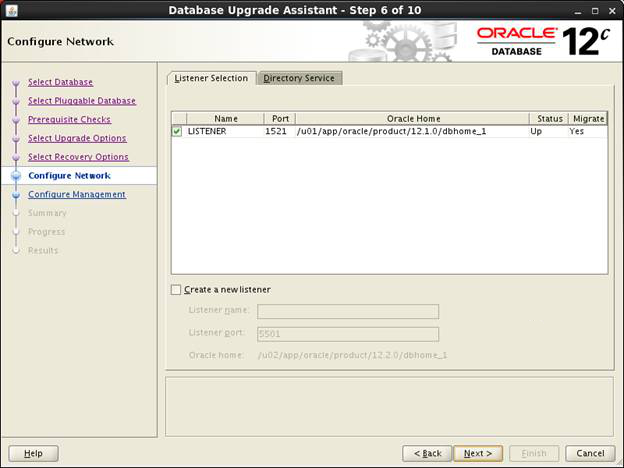 Database Upgrade Assistant - Step 6 of 10
Configure Network
ORACLE
DATABASE
12c
Select Database
Select Pluggable Database
Prerequisite Checks
Select Upgrade Options
Select Recovery Options
Configure Network
Configure Management
Summary
Progress
Results
Listener Selection Directory Service
Name Port Oracle Home Status Migrate
LISTENER 1521 /u01/app/oracle/product/12.1.0/dbhome_1 Up Yes
Create a new listener
Listener name:
Listener port: 5501
Oracle home: /u02/app/oracle/product/12.2.0/dbhome_1
Help < Back Next > Finish Cancel